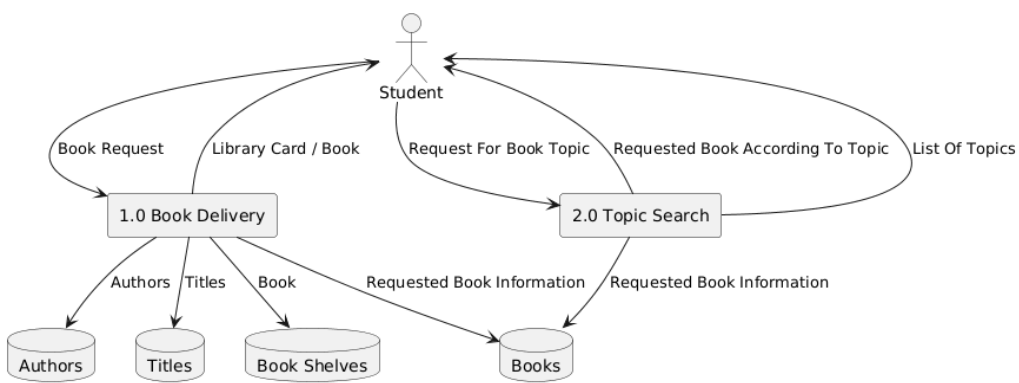 Student
Book Request
Library Card / Book
Request For Book Topic
Requested Book According To Topic
List Of Topics
1.0 Book Delivery
2.0 Topic Search
Authors
Titles
Book
Requested Book Information
Requested Book Information
Authors
Titles
Book Shelves
Books